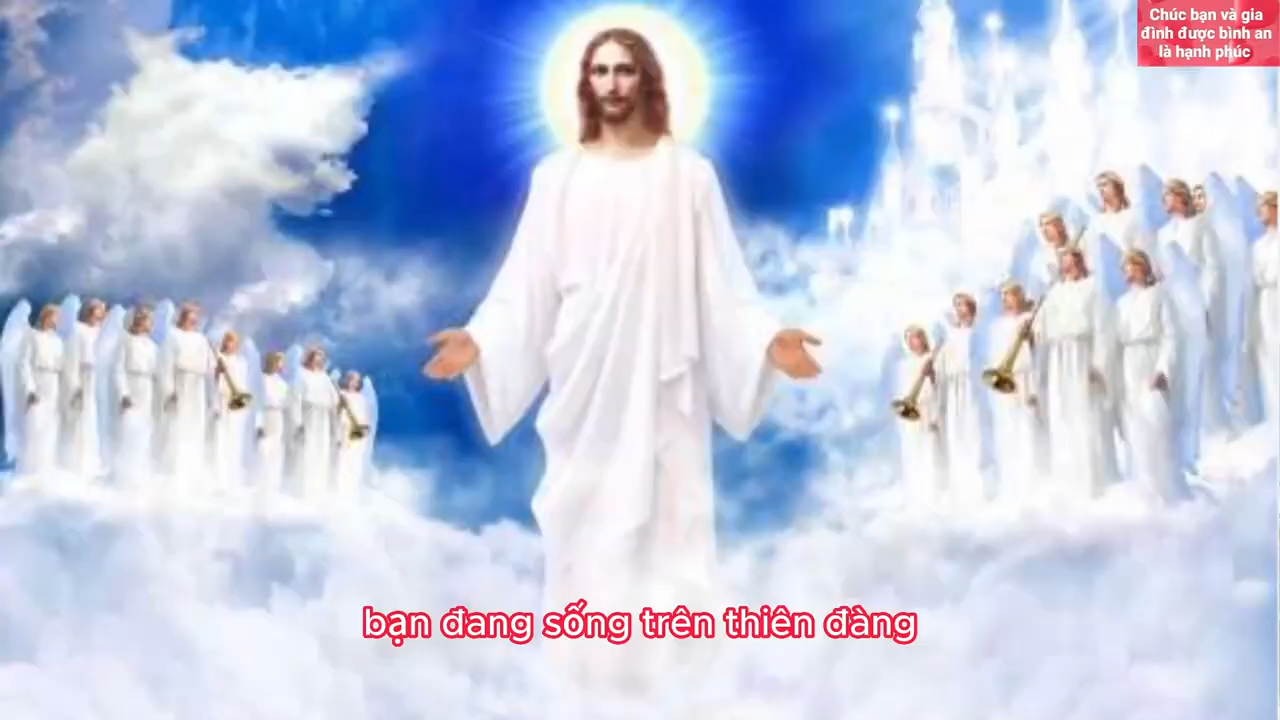 Chúc bạn và gia
đình được bình an
là hạnh phúc
bạn đang sống trên thiên đàng